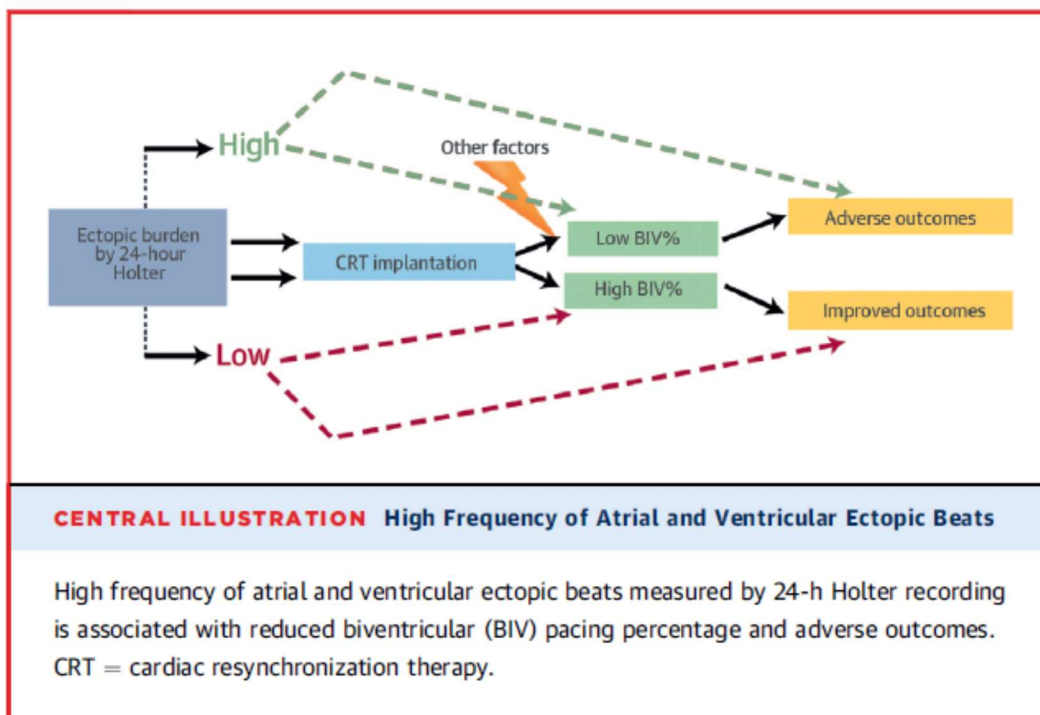 High
Other factors
Ectopic burden
by 24-hour
Holter
CRT implantation
Low BIV%
High BIV%
Adverse outcomes
Improved outcomes
Low
CENTRAL ILLUSTRATION High Frequency of Atrial and Ventricular Ectopic Beats
High frequency of atrial and ventricular ectopic beats measured by 24-h Holter recording
is associated with reduced biventricular (BIV) pacing percentage and adverse outcomes.
CRT = cardiac resynchronization therapy.